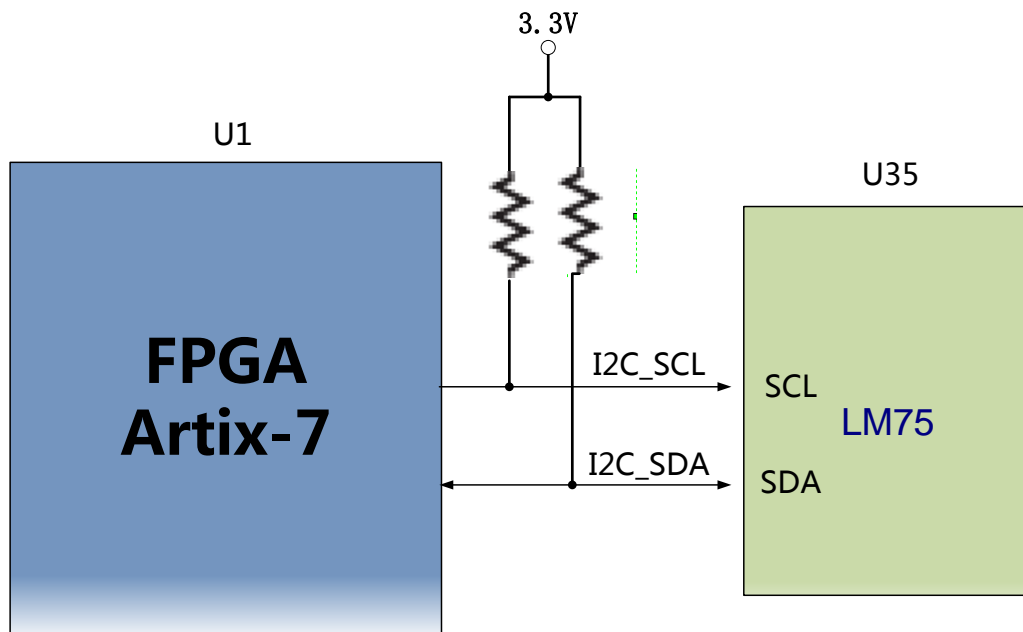 3.3V
U1
U35
FPGA
Artix-7
I2C_SCL
SCL
LM75
I2C_SDA
SDA